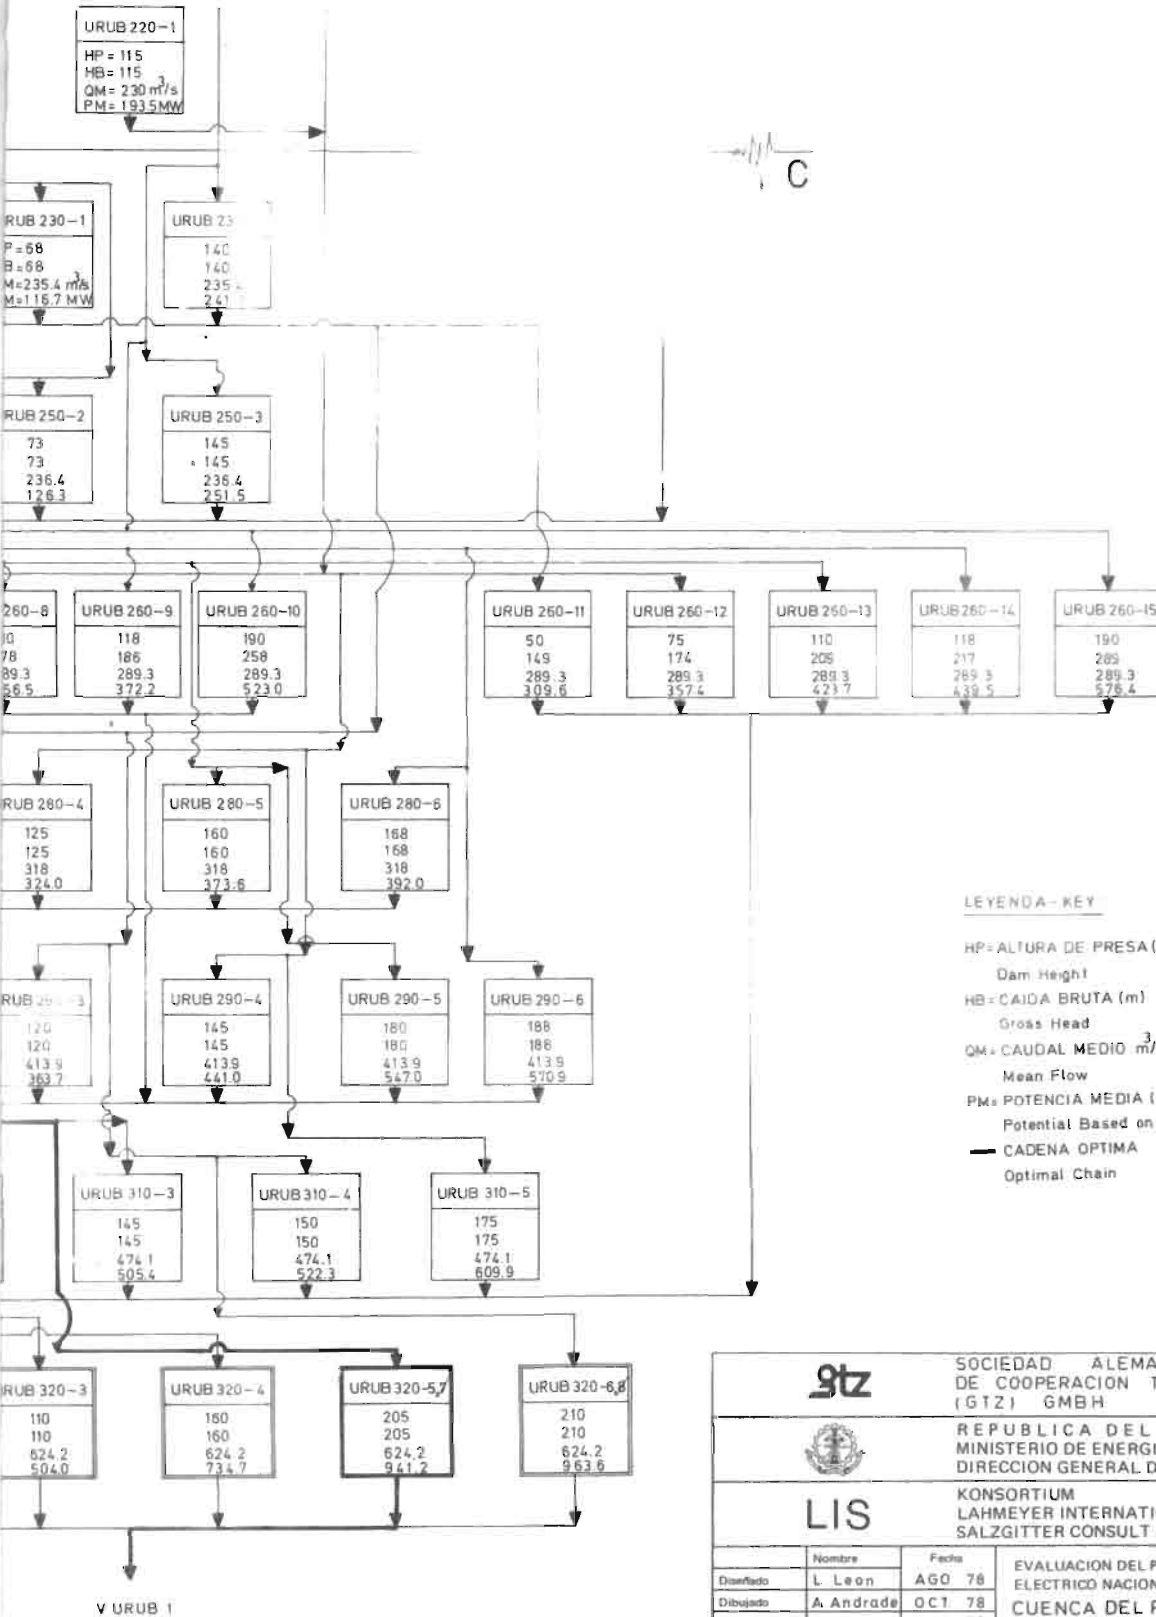 URUB 220-1
HP = 115
HB = 115
QM = 230 m³/s
PM = 193.5 MW
C
RUB 230-1
P = 68
B = 68
M = 235.4 m³/s
M = 116.7 MW
URUB 23
140
140
235.
241.
RUB 250-2
73
73
236.4
126.3
URUB 250-3
145
145
236.4
251.5
260-8
78
89.3
56.5
URUB 260-9
118
186
289.3
372.2
URUB 260-10
190
258
289.3
523.0
URUB 260-11
50
149
289.3
309.6
URUB 260-12
75
174
289.3
357.4
URUB 260-13
110
289.3
423.7
URUB 260-14
118
217
289.3
439.5
URUB 260-15
190
289
289.3
576.4
RUB 280-4
125
125
318
324.0
URUB 280-5
160
160
318
373.6
URUB 280-6
168
168
318
392.0
RUB 290-3
120
120
413.9
363.7
URUB 290-4
145
145
413.9
441.0
URUB 290-5
180
180
413.9
547.0
URUB 290-6
188
188
413.9
570.9
URUB 310-3
145
145
474.1
505.4
URUB 310-4
150
150
474.1
522.3
URUB 310-5
175
175
474.1
609.9
RUB 320-3
110
110
624.2
504.0
URUB 320-4
160
160
624.2
734.7
URUB 320-5,7
205
205
624.2
941.2
URUB 320-6,8
210
210
624.2
963.6
V URUB 1
LEYENDA - KEY
HP = ALTURA DE PRESA (
Dam Height
HB = CAIDA BRUTA (m)
Gross Head
QM = CAUDAL MEDIO m³/
Mean Flow
PM = POTENCIA MEDIA (
Potential Based on
CADENA OPTIMA
Optimal Chain
gtz
SOCIEDAD ALEMA
DE COOPERACION T
(GTZ) GMBH
REPUBLICA DEL
MINISTERIO DE ENERGI
DIRECCION GENERAL D
LIS
KONSORTIUM
LAHMEYER INTERNATI
SALZGITTER CONSULT
Nombre Fecha
Diseñado L. Leon AGO 78
Dibujado A. Andrade OCT 78
EVALUACION DEL P
ELECTRICO NACION
CUENCA DEL R